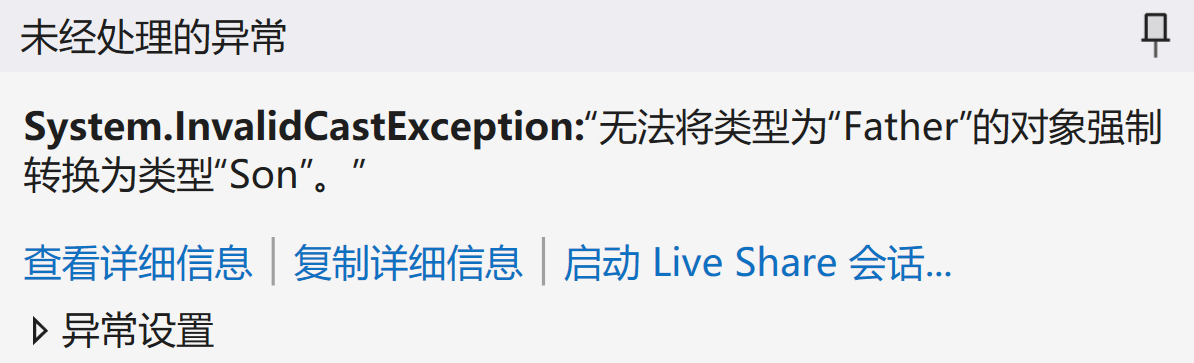 未经处理的异常
System.InvalidCastException:“无法将类型为“Father”的对象强制
转换为类型“Son”。”
查看详细信息 | 复制详细信息 | 启动 Live Share 会话...
异常设置